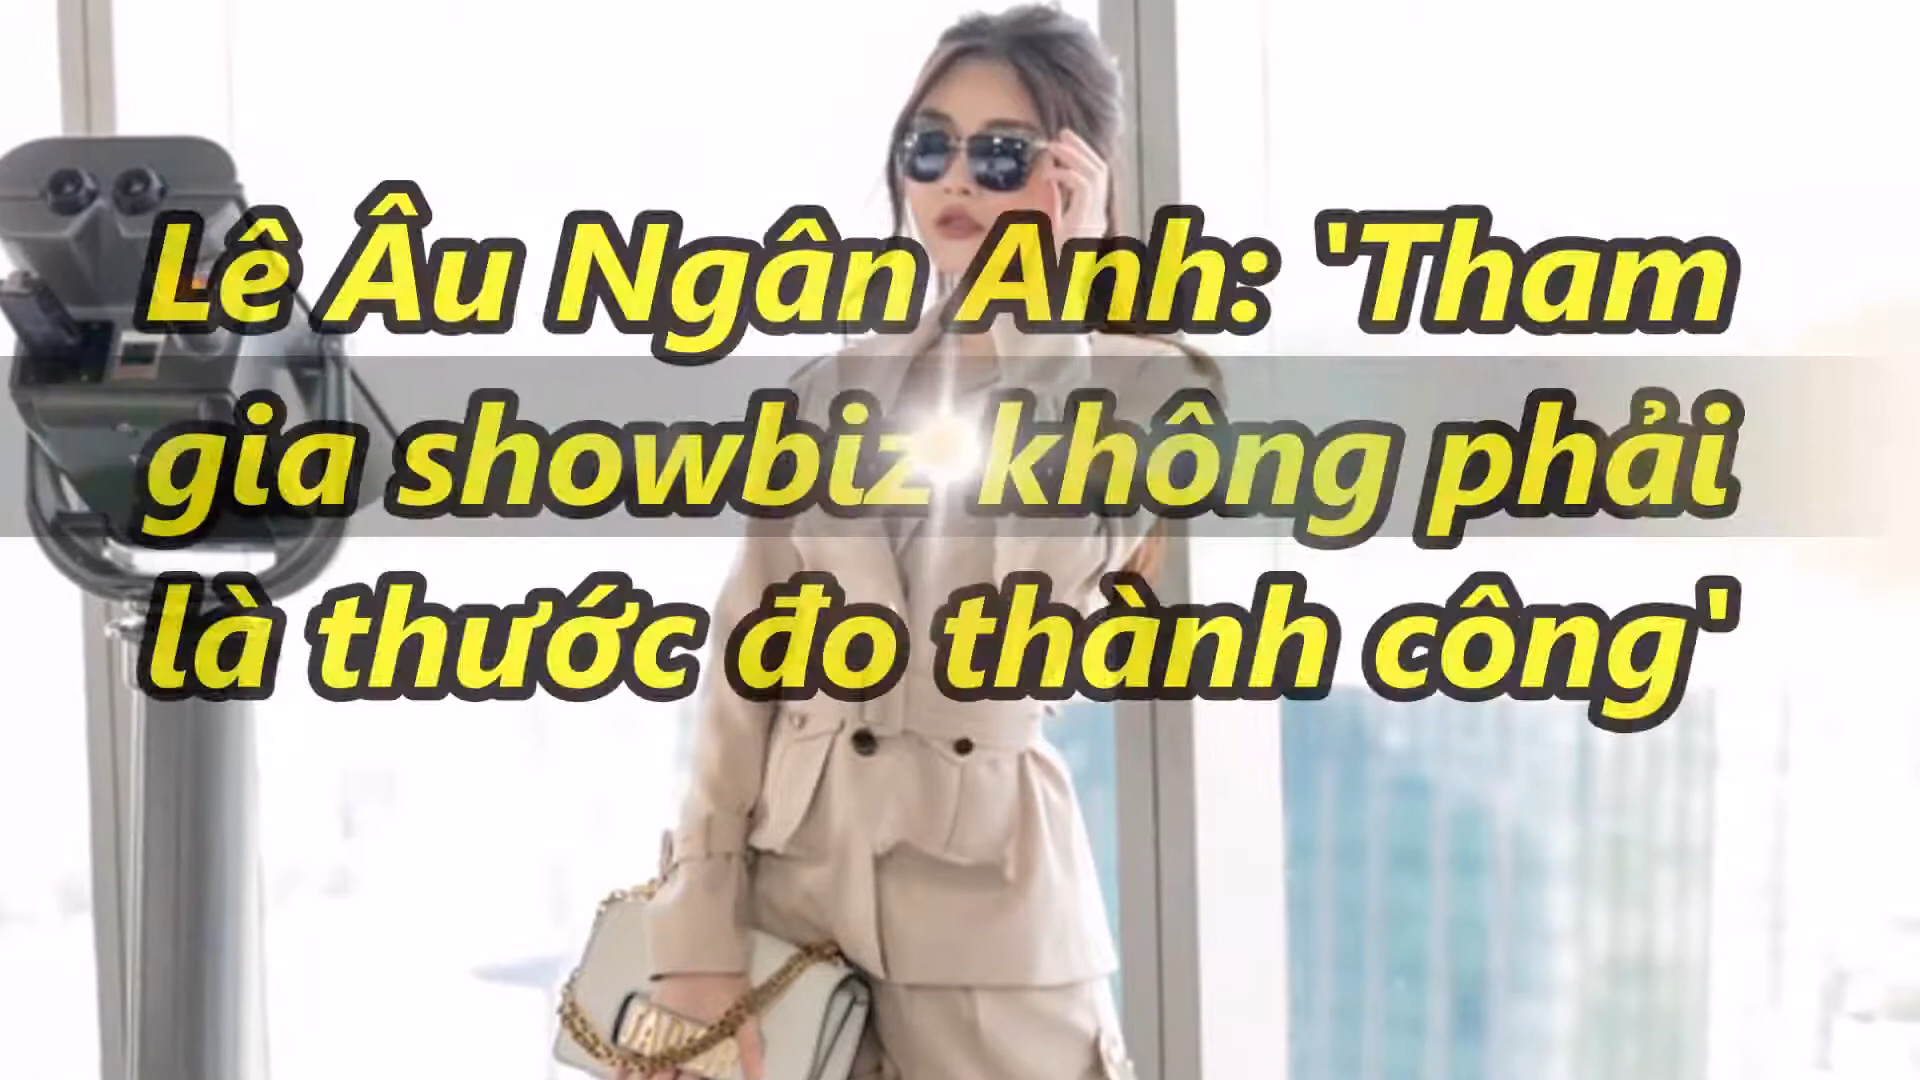 Lê Âu Ngân Anh: 'Tham
gia showbiz không phải
là thước đo thành công'